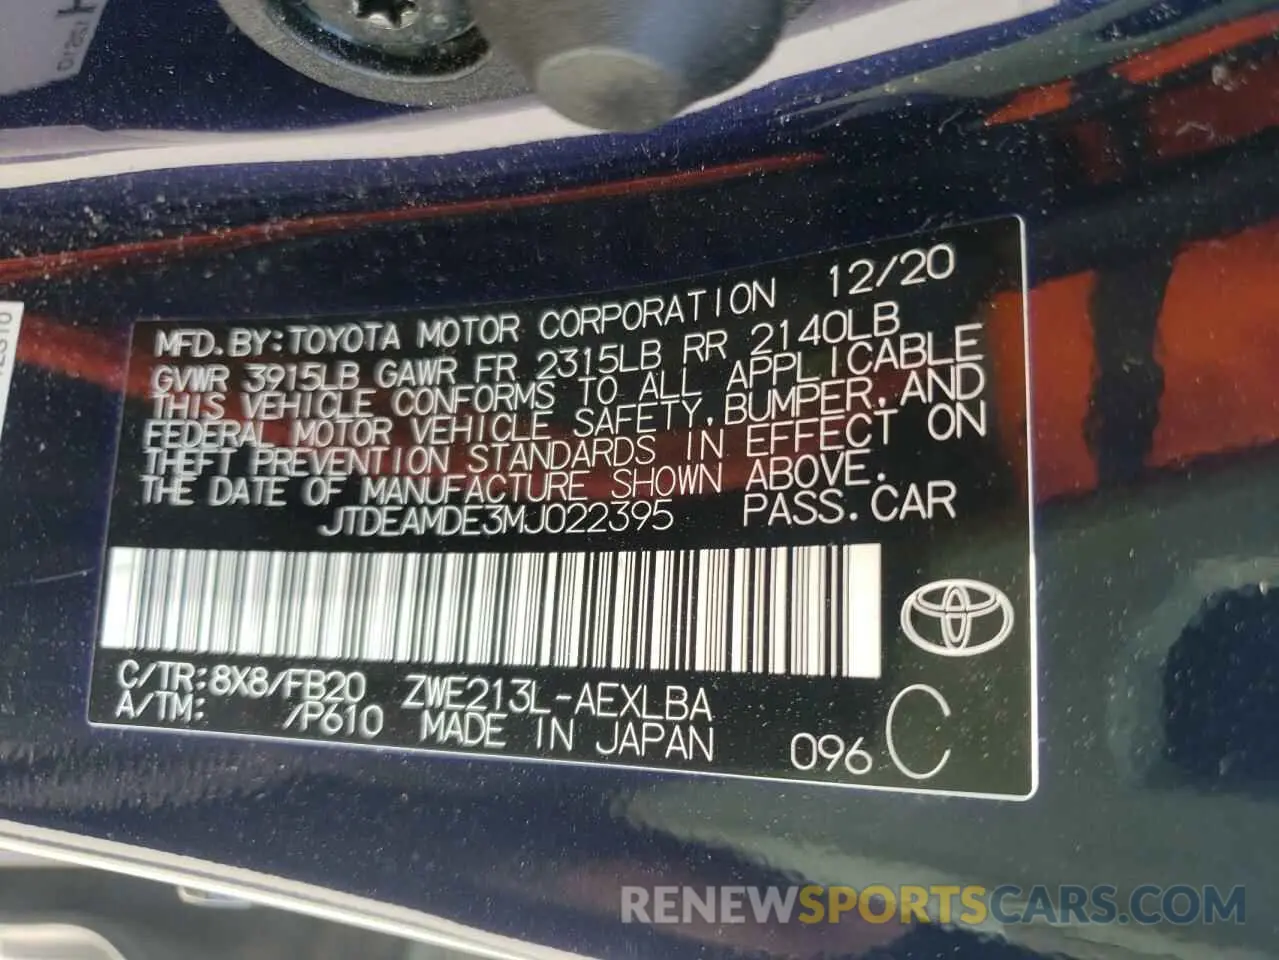 MFD. BY: TOYOTA MOTOR CORPORATION 12/20
GVWR 3915LB GAWR FR 2315LB RR 2140LB
THIS VEHICLE CONFORMS TO ALL APPLICABLE
FEDERAL MOTOR VEHICLE SAFETY, BUMPER, AND
THEFT PREVENTION STANDARDS IN EFFECT ON
THE DATE OF MANUFACTURE SHOWN ABOVE.
JTDEAMDE3MJ022395 PASS. CAR
C/TR: 8X8/FB20 ZWE213L-AEXLBA
A/TM: /P610 MADE IN JAPAN 096 C
RENEWSPORTSCARS.COM